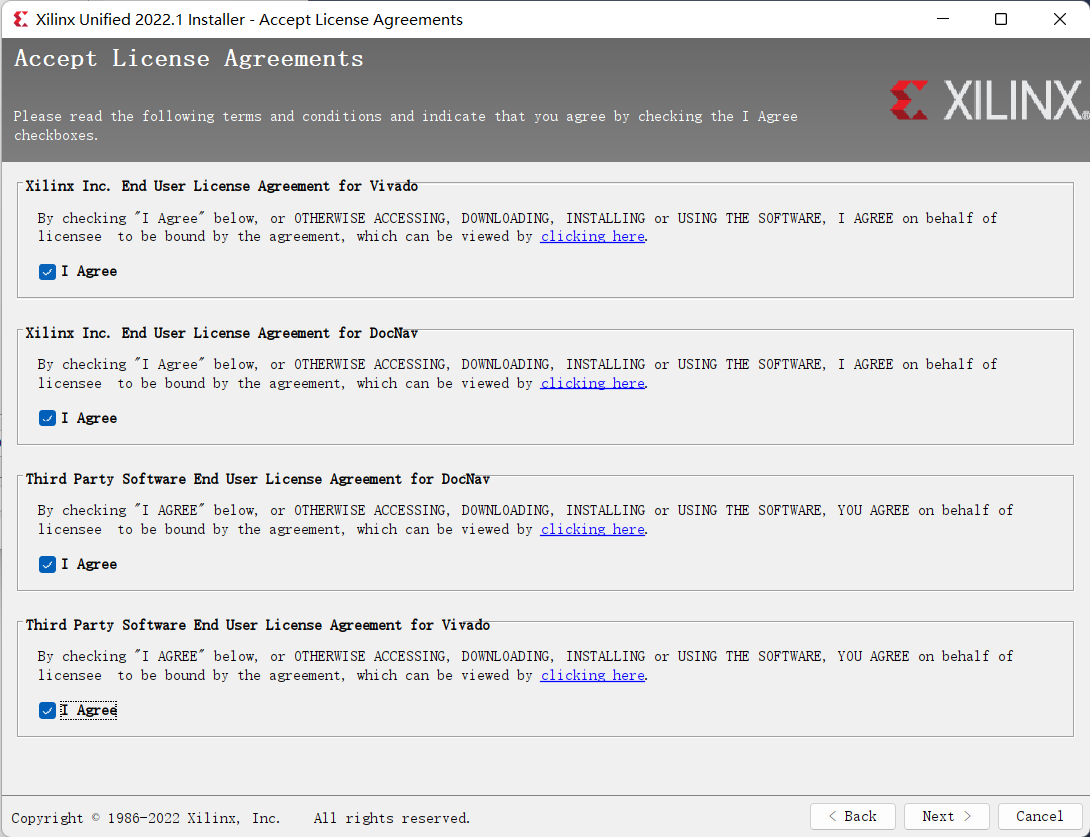 Xilinx Unified 2022.1 Installer - Accept License Agreements
Accept License Agreements
Please read the following terms and conditions and indicate that you agree by checking the I Agree
checkboxes.
XILINX®
Xilinx Inc. End User License Agreement for Vivado
By checking "I Agree" below, or OTHERWISE ACCESSING, DOWNLOADING, INSTALLING or USING THE SOFTWARE, I AGREE on behalf of
licensee  to be bound by the agreement, which can be viewed by clicking here.
I Agree
Xilinx Inc. End User License Agreement for DocNav
By checking "I Agree" below, or OTHERWISE ACCESSING, DOWNLOADING, INSTALLING or USING THE SOFTWARE, I AGREE on behalf of
licensee  to be bound by the agreement, which can be viewed by clicking here.
I Agree
Third Party Software End User License Agreement for DocNav
By checking "I AGREE" below, or OTHERWISE ACCESSING, DOWNLOADING, INSTALLING or USING THE SOFTWARE, YOU AGREE on behalf of
licensee  to be bound by the agreement, which can be viewed by clicking here.
I Agree
Third Party Software End User License Agreement for Vivado
By checking "I AGREE" below, or OTHERWISE ACCESSING, DOWNLOADING, INSTALLING or USING THE SOFTWARE, YOU AGREE on behalf of
licensee  to be bound by the agreement, which can be viewed by clicking here.
I Agree
Copyright © 1986-2022 Xilinx, Inc.    All rights reserved.
< Back
Next >
Cancel